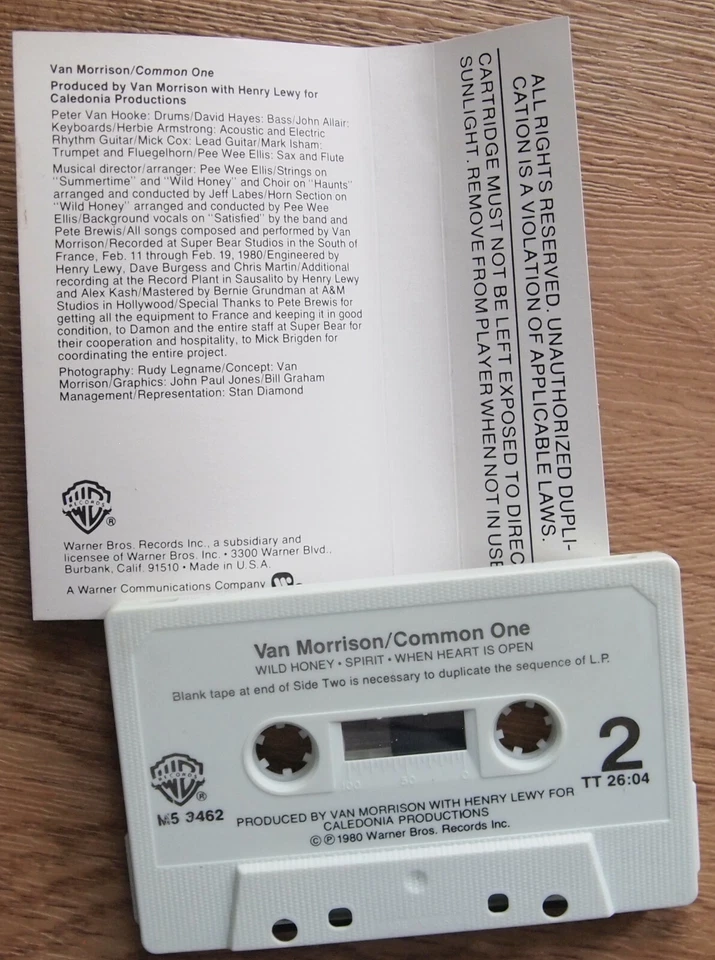 Van Morrison/Common One
Produced by Van Morrison with Henry Lewy for
Caledonia Productions
Peter Van Hooke: Drums/David Hayes: Bass/John Allair:
Keyboards/Herbie Armstrong: Acoustic and Electric
Rhythm Guitar/Mick Cox: Lead Guitar/Mark Isham:
Trumpet and Fluegelhorn/Pee Wee Ellis: Sax and Flute
Musical director/arranger: Pee Wee Ellis/Strings on
"Summertime" and "Wild Honey" and Choir on "Haunts"
arranged and conducted by Jeff Labes/Horn Section on
"Wild Honey" arranged and conducted by Pee Wee
Ellis/Background vocals on "Satisfied" by the band and
Pete Brewis/All songs composed and performed by Van
Morrison/Recorded at Super Bear Studios in the South of
France, Feb. 11 through Feb. 19, 1980/Engineered by
Henry Lewy, Dave Burgess and Chris Martin/Additional
recording at the Record Plant in Sausalito by Henry Lewy
and Alex Kash/Mastered by Bernie Grundman at A&M
Studios in Hollywood/Special Thanks to Pete Brewis for
getting all the equipment to France and keeping it in good
condition, to Damon and the entire staff at Super Bear for
their cooperation and hospitality, to Mick Brigden for
coordinating the entire project.
Photography: Rudy Legname/Concept: Van
Morrison/Graphics: John Paul Jones/Bill Graham
Management/Representation: Stan Diamond
RECORDS
®
Warner Bros. Records Inc., a subsidiary and
licensee of Warner Bros. Inc. • 3300 Warner Blvd.,
Burbank, Calif. 91510 • Made in U.S.A.
A Warner Communications Company
ALL RIGHTS RESERVED. UNAUTHORIZED DUPLI-
CATION IS A VIOLATION OF APPLICABLE LAWS.
CARTRIDGE MUST NOT BE LEFT EXPOSED TO DIREC
SUNLIGHT. REMOVE FROM PLAYER WHEN NOT IN USE
Van Morrison/Common One
WILD HONEY • SPIRIT • WHEN HEART IS OPEN
Blank tape at end of Side Two is necessary to duplicate the sequence of L.P.
100 50 0
2
TT 26:04
RECORDS
®
M5 3462
PRODUCED BY VAN MORRISON WITH HENRY LEWY FOR
CALEDONIA PRODUCTIONS
© ℗ 1980 Warner Bros. Records Inc.